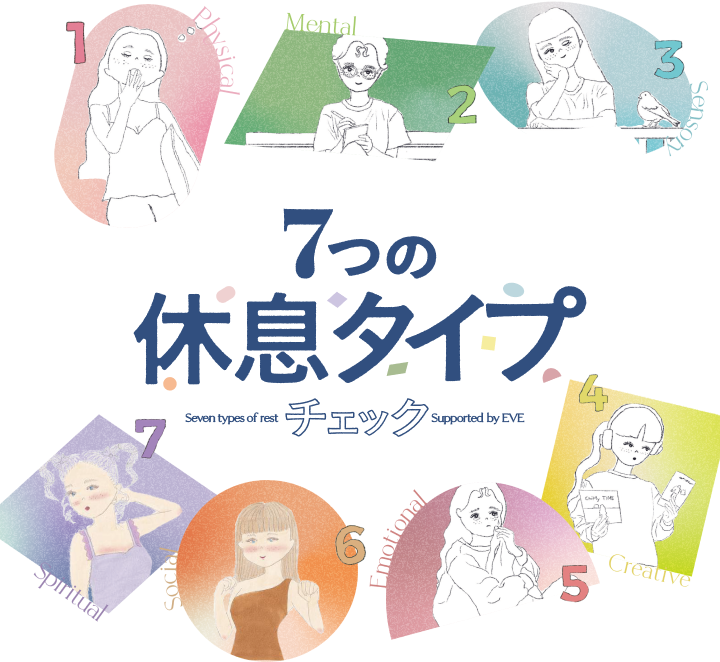 1
Physical
Mental
2
3
Sensory
7つの
休息タイプ
Seven types of rest チェック Supported by EVE
4
Creative
5
Emotional
6
Social
7
Spiritual